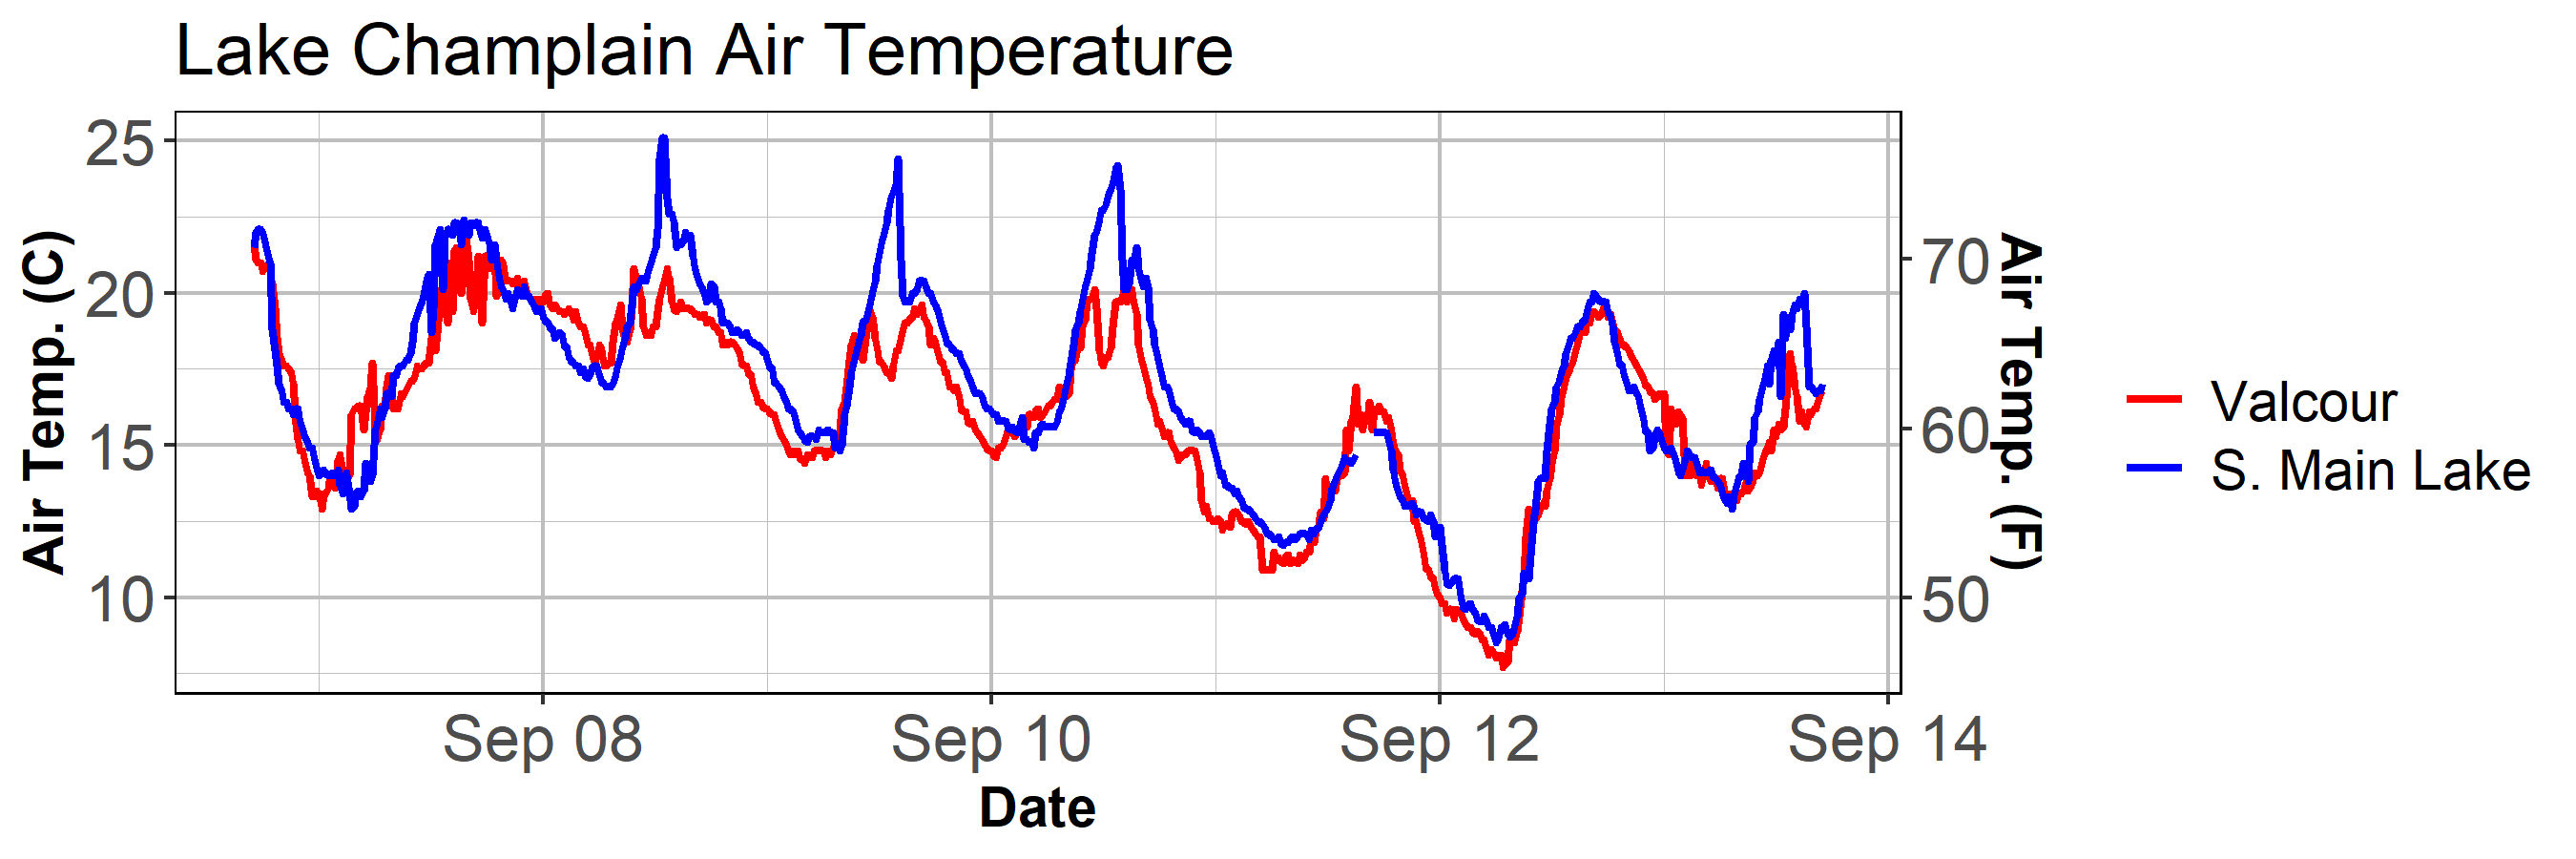 Lake Champlain Air Temperature
Air Temp. (C)
25
20
15
10
70
60
50
Air Temp. (F)
Sep 08
Sep 10
Sep 12
Sep 14
Date
Valcour
S. Main Lake